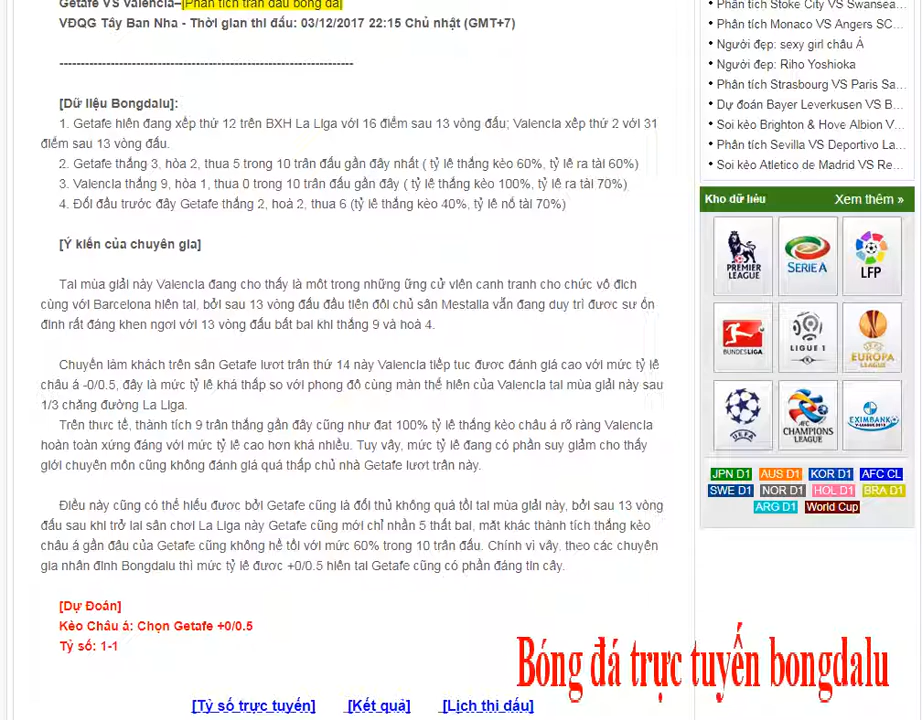 Getafe VS Valencia–[Phân tích trận đấu bóng đá]
VĐQG Tây Ban Nha - Thời gian thi đấu: 03/12/2017 22:15 Chủ nhật (GMT+7)
--------------------------------------------------------------------
[Dữ liệu Bongdalu]:
1. Getafe hiện đang xếp thứ 12 trên BXH La Liga với 16 điểm sau 13 vòng đấu; Valencia xếp thứ 2 với 31
điểm sau 13 vòng đấu.
2. Getafe thắng 3, hòa 2, thua 5 trong 10 trận đấu gần đây nhất ( tỷ lệ thắng kèo 60%, tỷ lệ ra tài 60%)
3. Valencia thắng 9, hòa 1, thua 0 trong 10 trận đấu gần đây ( tỷ lệ thắng kèo 100%, tỷ lệ ra tài 70%)
4. Đối đầu trước đây Getafe thắng 2, hoà 2, thua 6 (tỷ lệ thắng kèo 40%, tỷ lệ nổ tài 70%)
[Ý kiến của chuyên gia]
Tại mùa giải này Valencia đang cho thấy là một trong những ứng cử viên cạnh tranh cho chức vô địch
cùng với Barcelona hiện tại, bởi sau 13 vòng đấu đầu tiên đội chủ sân Mestalla vẫn đang duy trì được sự ổn
định rất đáng khen ngợi với 13 vòng đấu bất bại khi thắng 9 và hoà 4.
Chuyến làm khách trên sân Getafe lượt trận thứ 14 này Valencia tiếp tục được đánh giá cao với mức tỷ lệ
châu á -0/0.5, đây là mức tỷ lệ khá thấp so với phong độ cùng màn thể hiện của Valencia tại mùa giải này sau
1/3 chặng đường La Liga.
Trên thực tế, thành tích 9 trận thắng gần đây cũng như đạt 100% tỷ lệ kèo châu á rõ ràng Valencia
hoàn toàn xứng đáng với mức tỷ lệ cao hơn khá nhiều. Tuy vậy, mức tỷ lệ đang có phần suy giảm cho thấy
giới chuyên môn cũng không đánh giá quá thấp chủ nhà Getafe lượt trận này.
Điều này cũng có thể hiểu được bởi Getafe cũng là đối thủ không quá tồi tại mùa giải này, bởi sau 13 vòng
đấu sau khi trở lại sân chơi La Liga này Getafe cũng mới chỉ nhận 5 thất bại, mặt khác thành tích thắng kèo
châu á gần đâu của Getafe cũng không hề tồi với mức 60% trong 10 trận đấu. Chính vì vậy, theo các chuyên
gia nhận định Bongdalu thì mức tỷ lệ được +0/0.5 hiện tại Getafe cũng có phần đáng tin cậy.
[Dự Đoán]
Kèo Châu á: Chọn Getafe +0/0.5
Tỷ số: 1-1
[Tỷ số trực tuyến] [Kết quả] [Lịch thi đấu]
Phân tích Stoke City VS Swansea...
Phân tích Monaco VS Angers SC...
Người đẹp: sexy girl châu Á
Người đẹp: Riho Yoshioka
Phân tích Strasbourg VS Paris Sa...
Dự đoán Bayer Leverkusen VS B...
Soi kèo Brighton & Hove Albion V...
Phân tích Sevilla VS Deportivo La...
Soi kèo Atletico de Madrid VS Re...
Kho dữ liệu Xem thêm »
PREMIER LEAGUE SERIE A LFP
BUNDESLIGA LIGUE 1 EUROPA LEAGUE
UEFA AFC CHAMPIONS LEAGUE EXIMBANK
JPN D1 AUS D1 KOR D1 AFC CL
SWE D1 NOR D1 HOL D1 BRA D1
ARG D1 World Cup
Bóng đá trực tuyến bongdalu